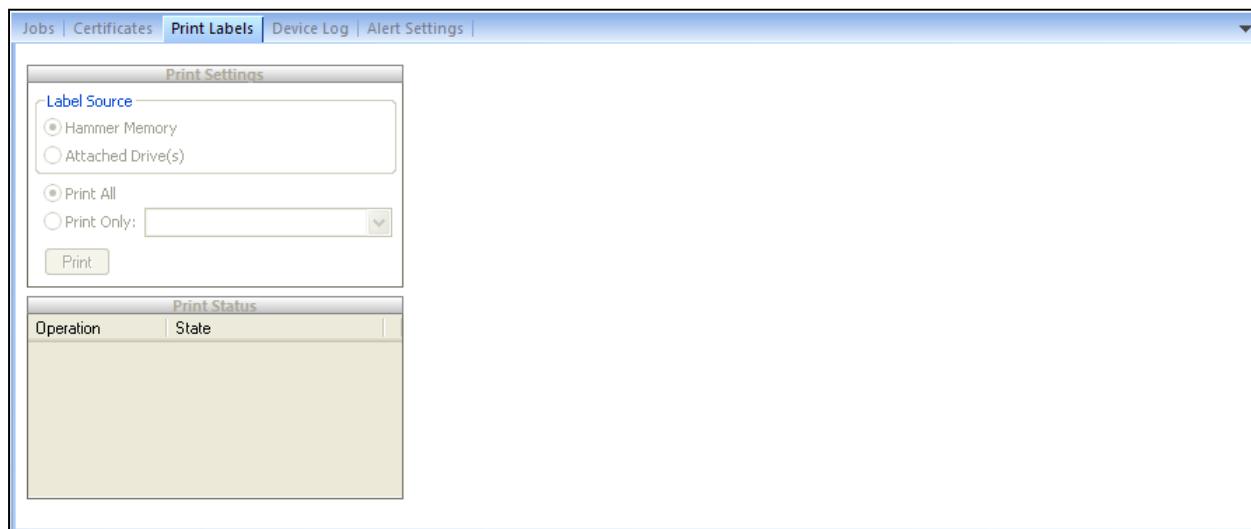 Jobs Certificates Print Labels Device Log Alert Settings
Print Settings
Label Source
Hammer Memory
Attached Drive(s)
Print All
Print Only:
Print
Print Status
Operation State